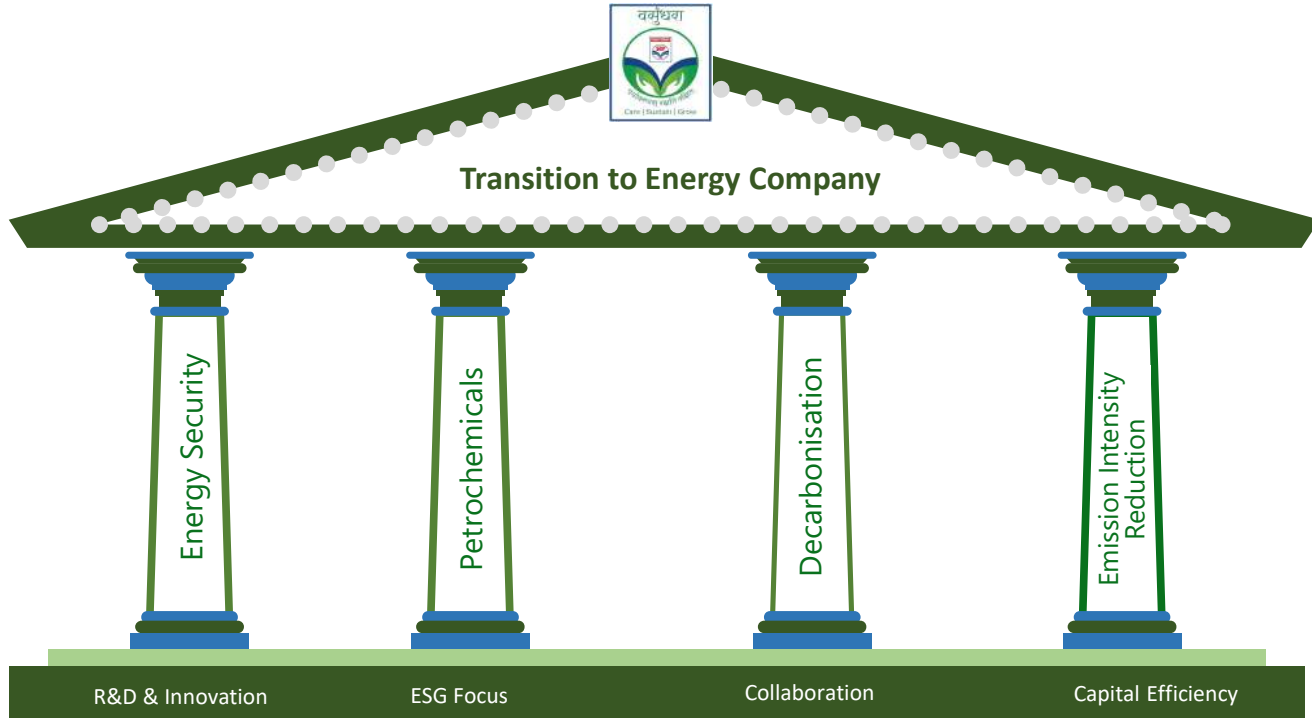 वसुंधरा
Care | Sustain | Grow
Transition to Energy Company
Energy Security
Petrochemicals
Decarbonisation
Emission Intensity
Reduction
R&D & Innovation
ESG Focus
Collaboration
Capital Efficiency